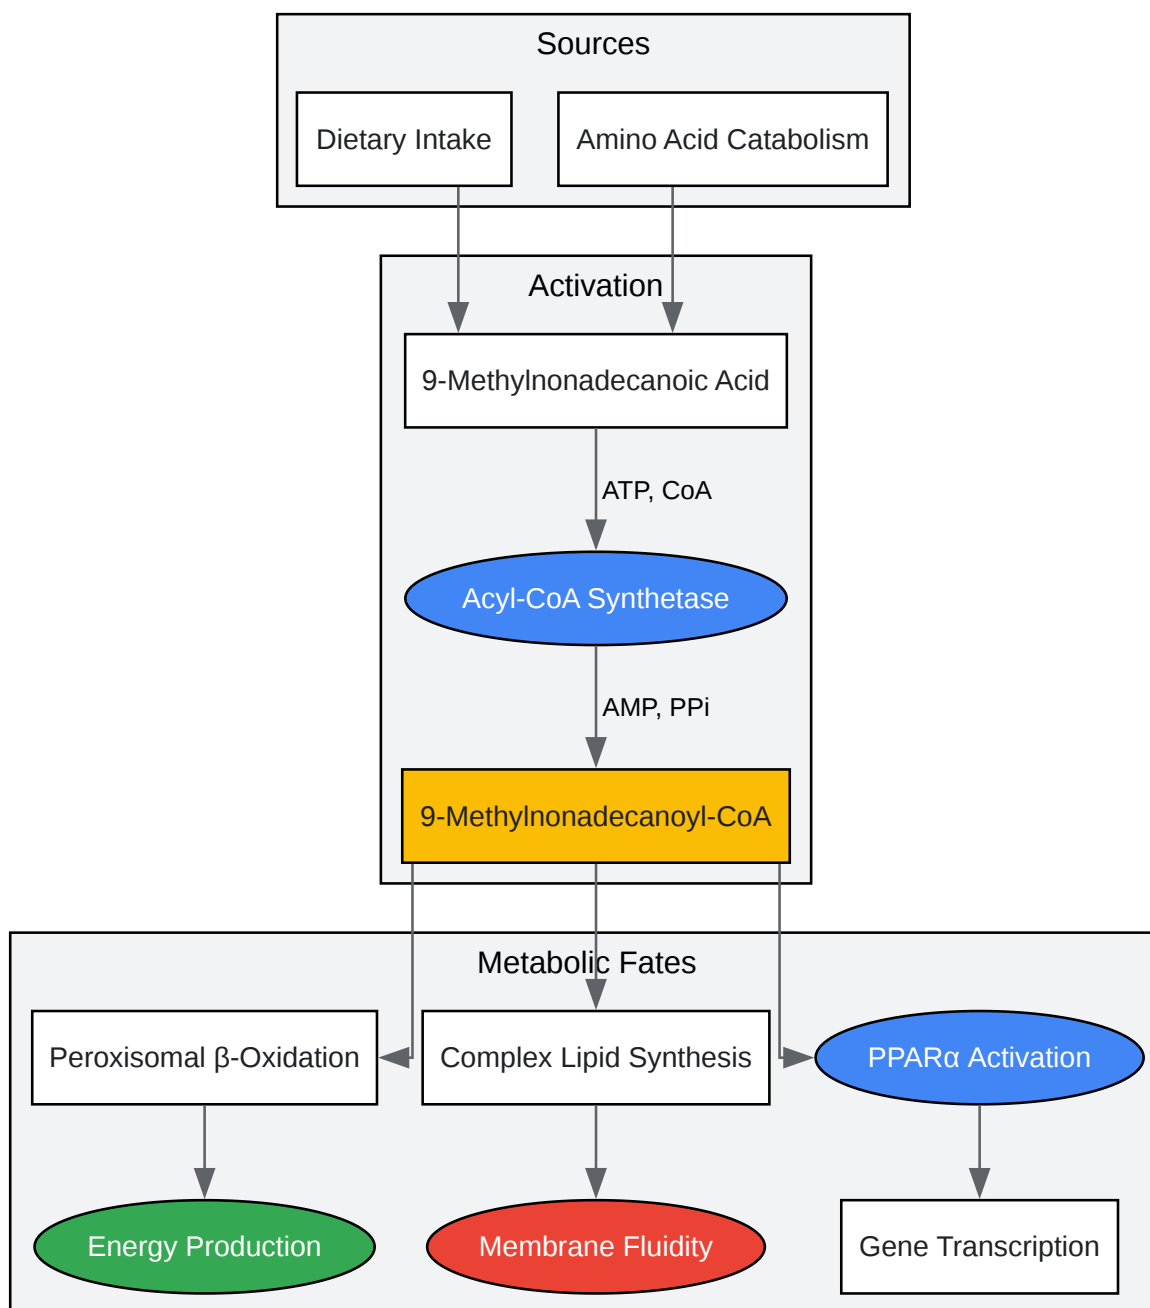 Sources
Dietary Intake
Amino Acid Catabolism
Activation
9-Methylnonadecanoic Acid
ATP, CoA
Acyl-CoA Synthetase
AMP, PPi
9-Methylnonadecanoyl-CoA
Metabolic Fates
Peroxisomal β-Oxidation
Complex Lipid Synthesis
PPARα Activation
Energy Production
Membrane Fluidity
Gene Transcription